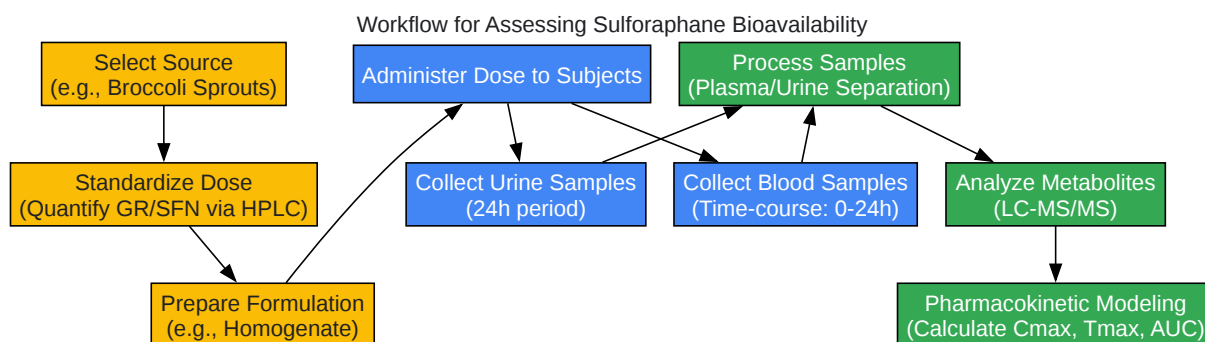 Workflow for Assessing Sulforaphane Bioavailability
Select Source
(e.g., Broccoli Sprouts)
Standardize Dose
(Quantify GR/SFN via HPLC)
Prepare Formulation
(e.g., Homogenate)
Administer Dose to Subjects
Collect Urine Samples
(24h period)
Collect Blood Samples
(Time-course: 0-24h)
Process Samples
(Plasma/Urine Separation)
Analyze Metabolites
(LC-MS/MS)
Pharmacokinetic Modeling
(Calculate Cmax, Tmax, AUC)